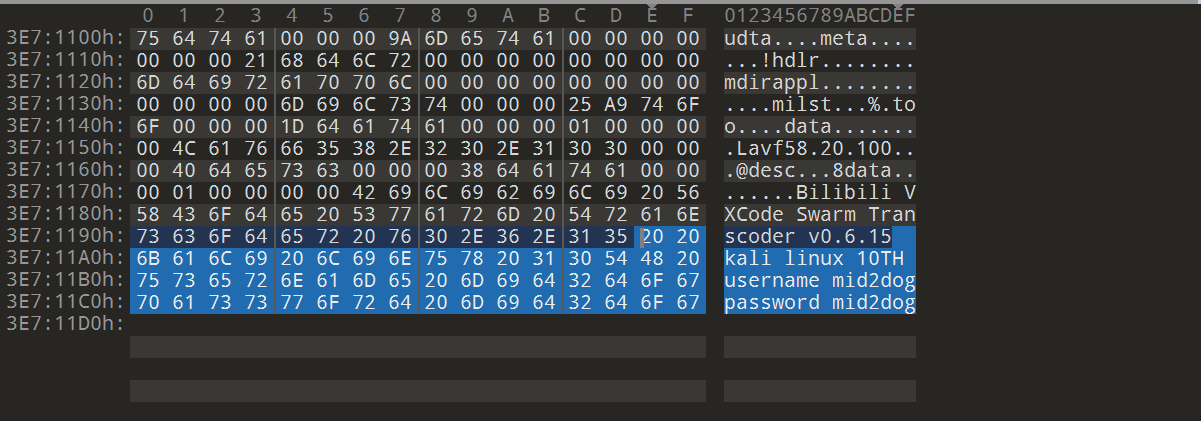 0 1 2 3 4 5 6 7 8 9 A B C D E F 0123456789ABCDEF
3E7:1100h: 75 64 74 61 00 00 00 9A 6D 65 74 61 00 00 00 00 udta....meta....
3E7:1110h: 00 00 00 21 68 64 6C 72 00 00 00 00 00 00 00 00 ...!hdlr........
3E7:1120h: 6D 64 69 72 61 70 70 6C 00 00 00 00 00 00 00 00 mdirappl........
3E7:1130h: 00 00 00 00 6D 69 6C 73 74 00 00 00 25 A9 74 6F ....milst...%.to
3E7:1140h: 6F 00 00 00 1D 64 61 74 61 00 00 00 01 00 00 00 o....data.......
3E7:1150h: 00 4C 61 76 66 35 38 2E 32 30 2E 31 30 30 00 00 .Lavf58.20.100..
3E7:1160h: 00 40 64 65 73 63 00 00 00 38 64 61 74 61 00 00 .@desc...8data..
3E7:1170h: 00 01 00 00 00 00 42 69 6C 69 62 69 6C 69 20 56 ......Bilibili V
3E7:1180h: 58 43 6F 64 65 20 53 77 61 72 6D 20 54 72 61 6E XCode Swarm Tran
3E7:1190h: 73 63 6F 64 65 72 20 76 30 2E 36 2E 31 35 20 20 scoder v0.6.15
3E7:11A0h: 6B 61 6C 69 20 6C 69 6E 75 78 20 31 30 54 48 20 kali linux 10TH
3E7:11B0h: 75 73 65 72 6E 61 6D 65 20 6D 69 64 32 64 6F 67 username mid2dog
3E7:11C0h: 70 61 73 73 77 6F 72 64 20 6D 69 64 32 64 6F 67 password mid2dog
3E7:11D0h: